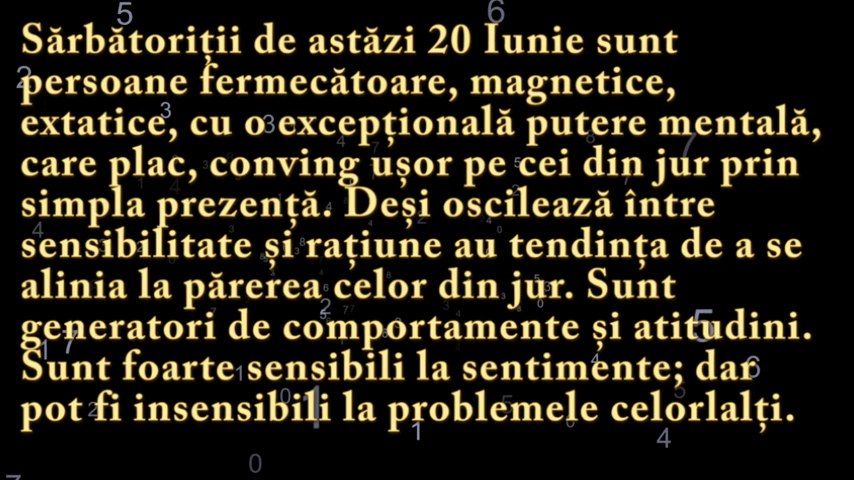 Sărbătoriții de astăzi 20 Iunie sunt
persoane fermecătoare, magnetice,
extatice, cu o excepțională putere mentală,
care plac, conving ușor pe cei din jur prin
simpla prezență. Deși oscilează între
sensibilitate și rațiune au tendința de a se
alinia la părerea celor din jur. Sunt
generatori de comportamente și atitudini.
Sunt foarte sensibili la sentimente; dar
pot fi insensibili la problemele celorlalți.